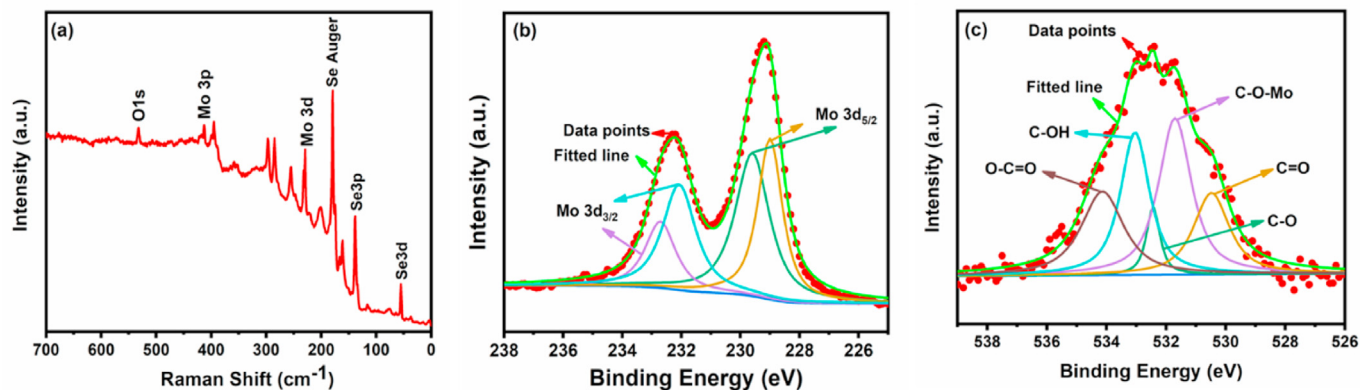 (a)
O1s
Mo 3p
Mo 3d
Se Auger
Se3p
Se3d
Intensity (a.u.)
700 600 500 400 300 200 100 0
Raman Shift (cm-1)
(b)
Data points
Fitted line
Mo 3d3/2
Mo 3d5/2
Intensity (a.u.)
238 236 234 232 230 228 226
Binding Energy (eV)
(c)
Data points
Fitted line
C-OH
O-C=O
C-O-Mo
C=O
C-O
Intensity (a.u.)
538 536 534 532 530 528 526
Binding Energy (eV)